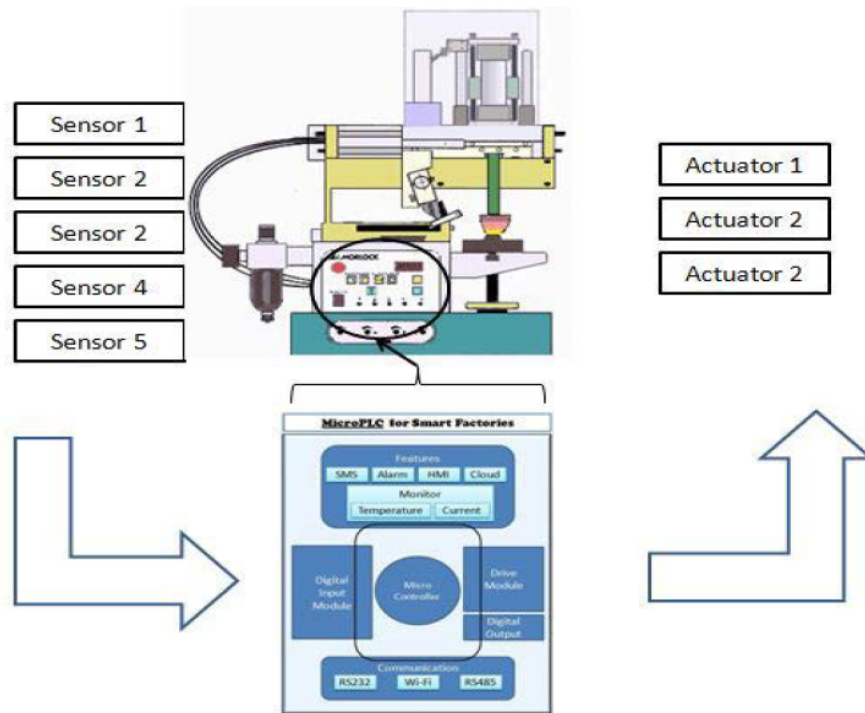 Sensor 1
Sensor 2
Sensor 2
Sensor 4
Sensor 5
MORLOCK
Actuator 1
Actuator 2
Actuator 2
MicroPLC for Smart Factories
Features
SMS Alarm HMI Cloud
Monitor
Temperature Current
Digital
Input
Module
Micro
Controller
Drive
Module
Digital
Output
Communication
RS232 Wi-Fi RS485